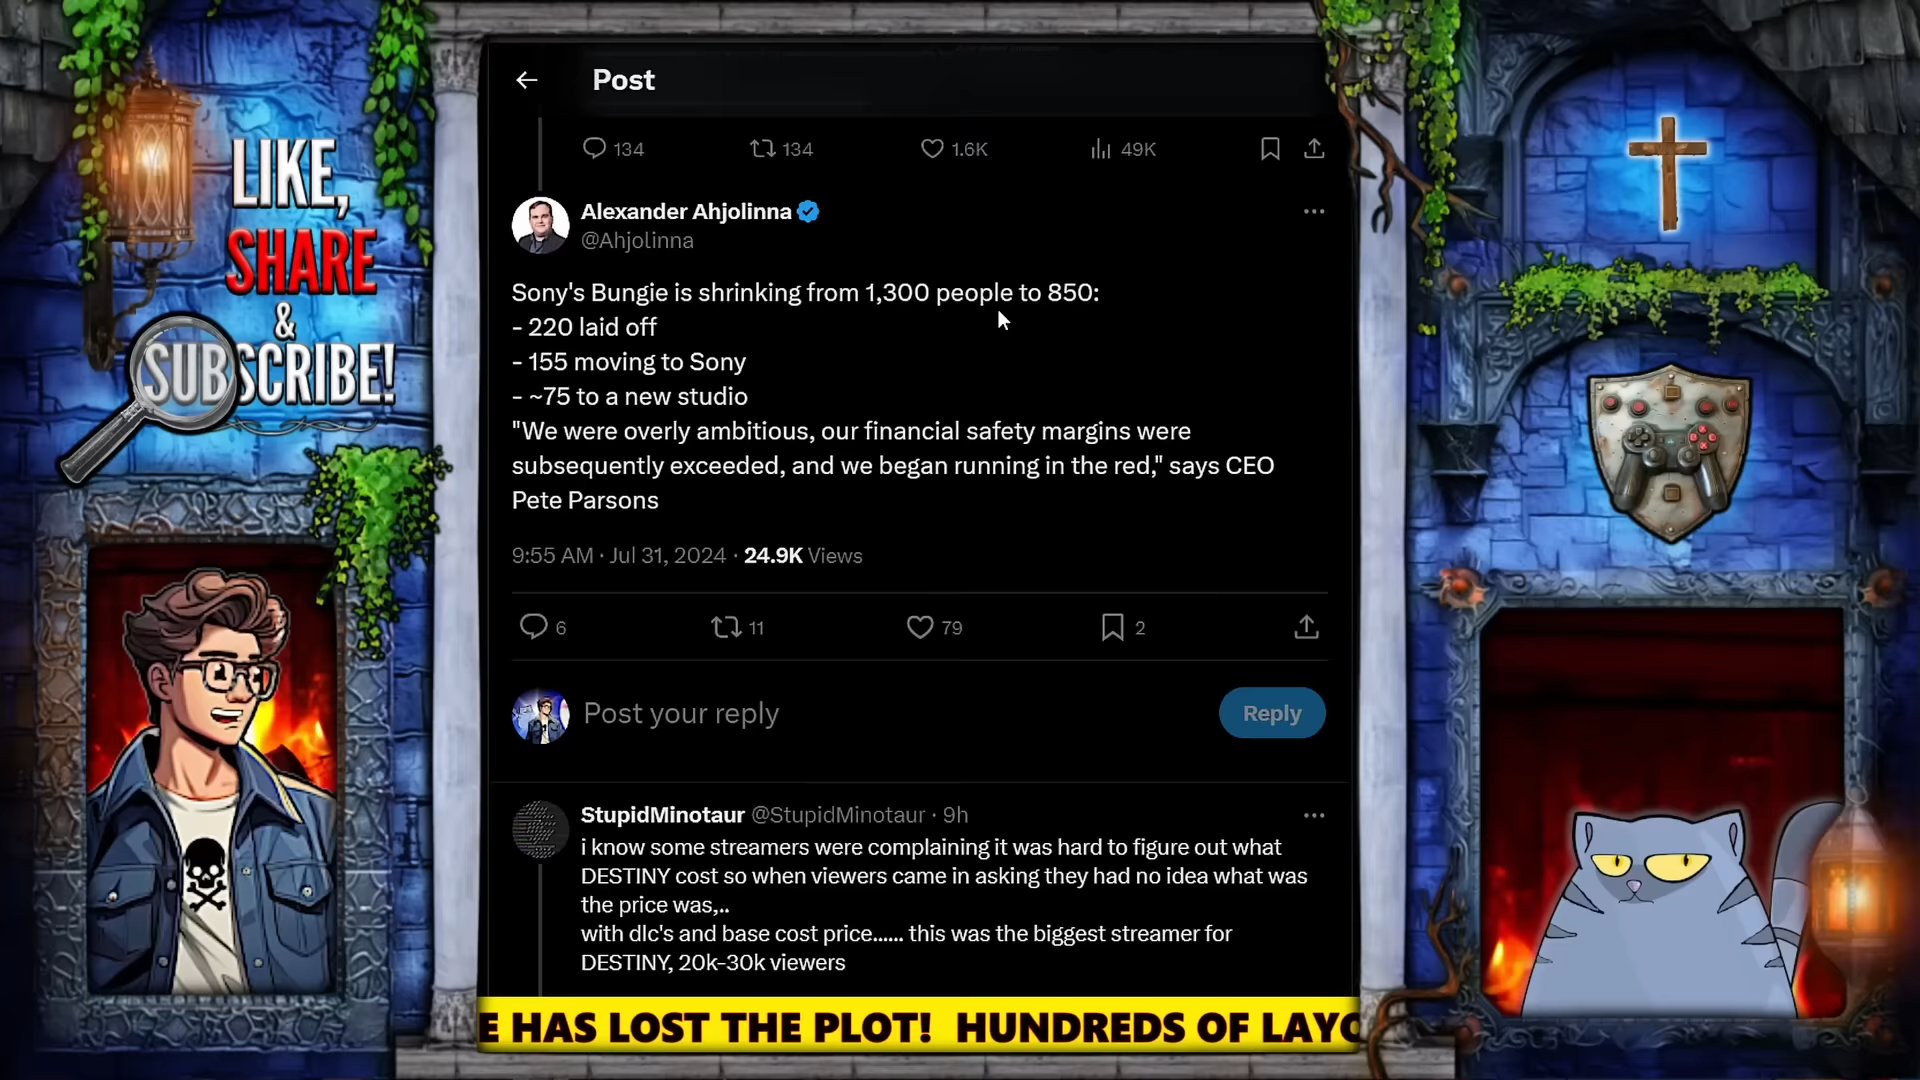 LIKE,
SHARE
&
SUBSCRIBE!
Post
134 134 1.6K 49K
Alexander Ahjolinna
@Ahjolinna
Sony's Bungie is shrinking from 1,300 people to 850:
- 220 laid off
- 155 moving to Sony
- ~75 to a new studio
"We were overly ambitious, our financial safety margins were
subsequently exceeded, and we began running in the red," says CEO
Pete Parsons
9:55 AM · Jul 31, 2024 · 24.9K Views
6 11 79 2
Post your reply
Reply
StupidMinotaur @StupidMinotaur · 9h
i know some streamers were complaining it was hard to figure out what
DESTINY cost so when viewers came in asking they had no idea what was
the price was,..
with dlc's and base cost price...... this was the biggest streamer for
DESTINY, 20k-30k viewers
E HAS LOST THE PLOT! HUNDREDS OF LAYO